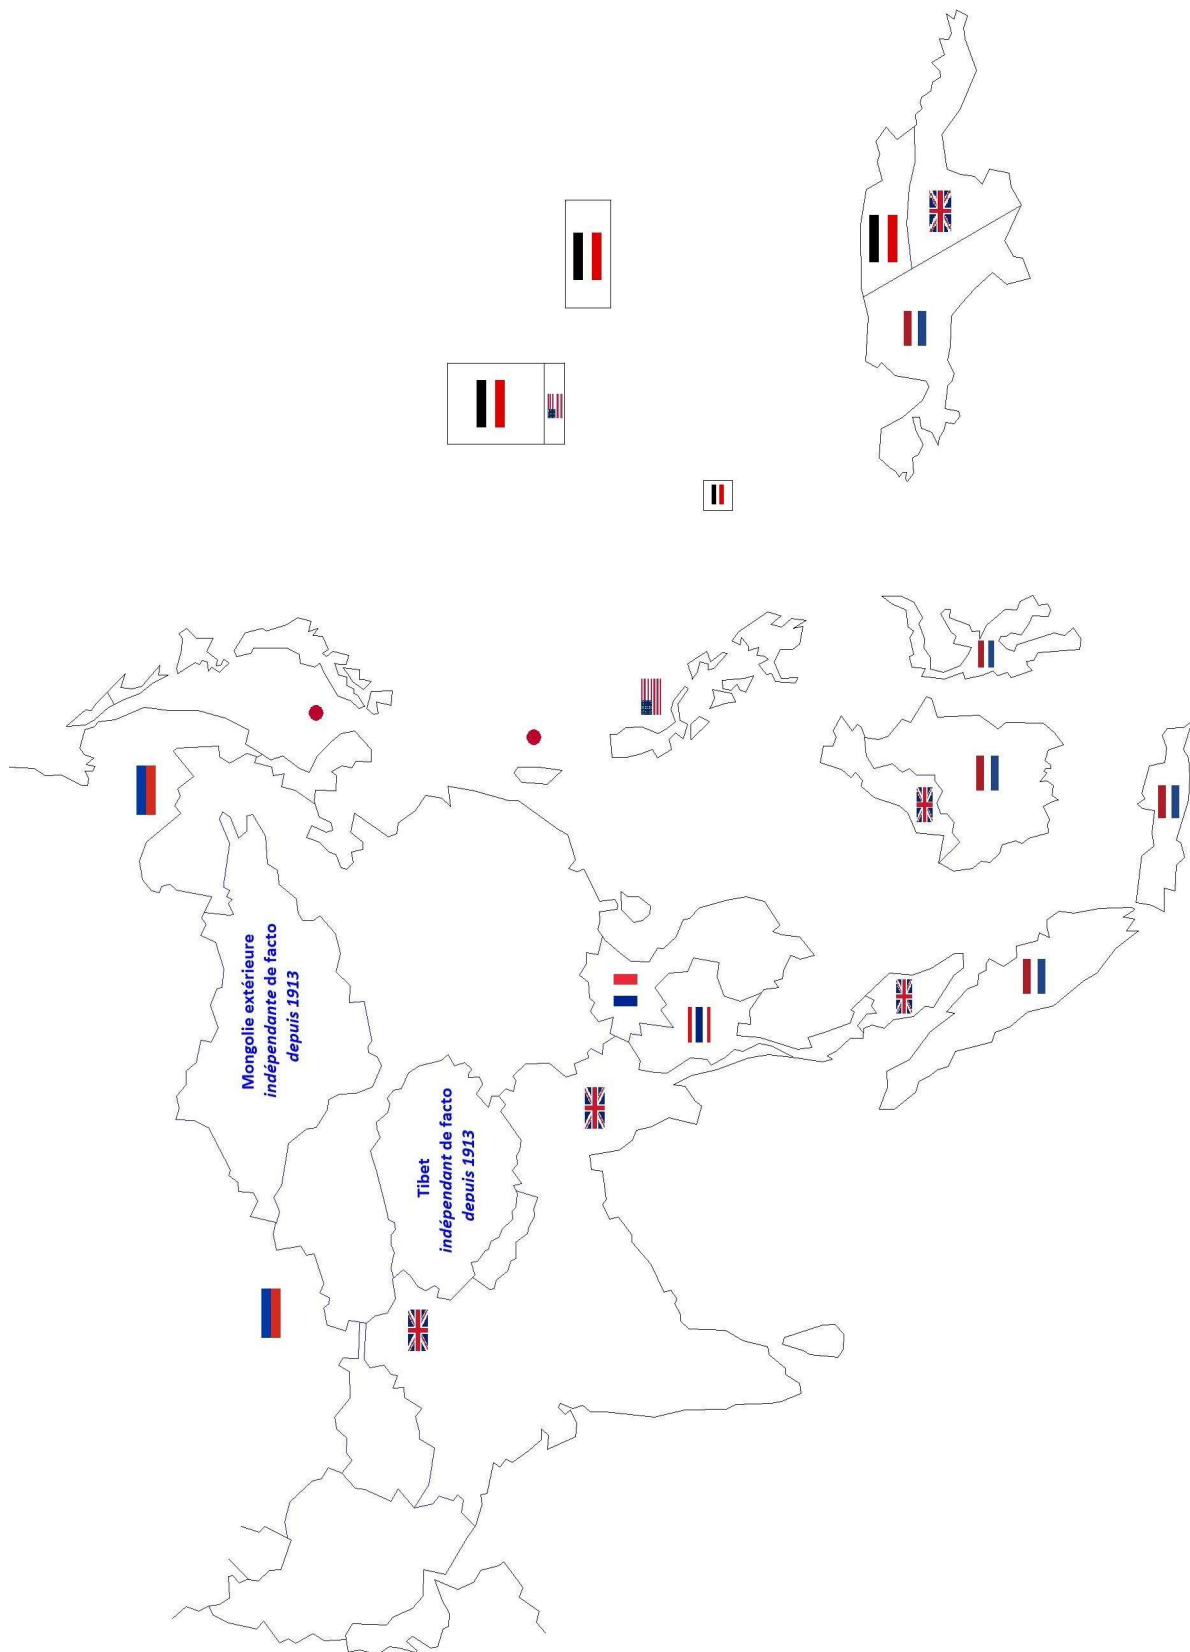 Mongolie extérieure
indépendante de facto
depuis 1913
Tibet
indépendant de facto
depuis 1913